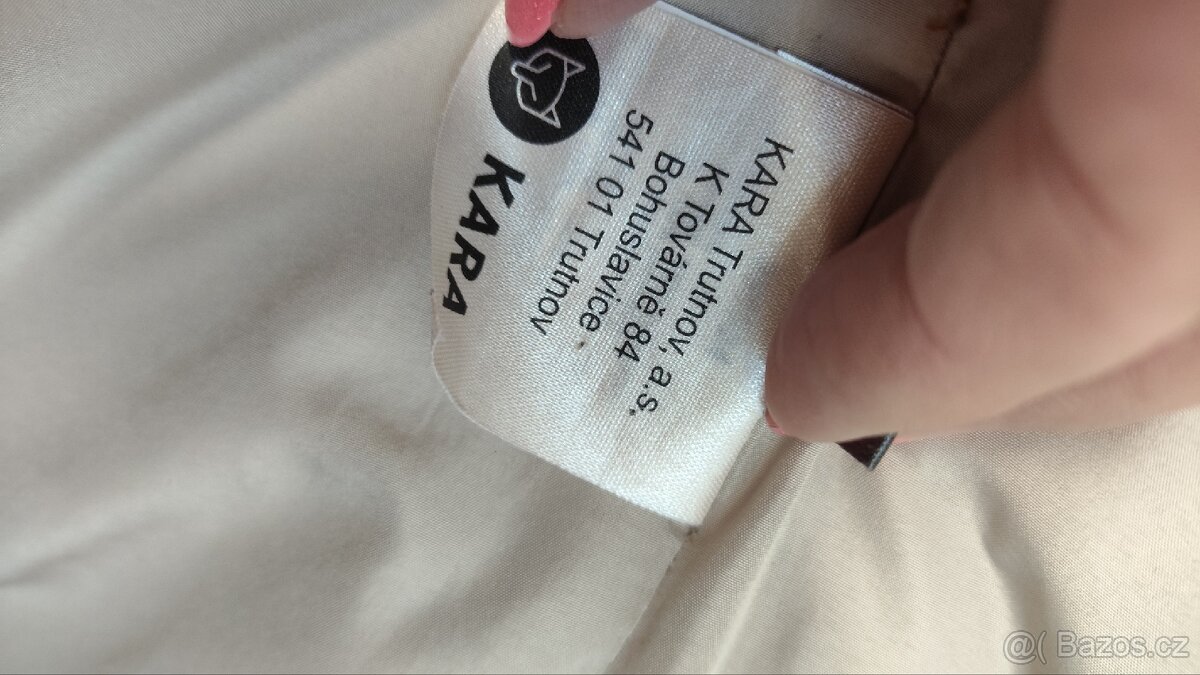 KARA Trutnov, a.s.
K Továrně 84
Bohuslavice
541 01 Trutnov
KARA
@( Bazos.cz